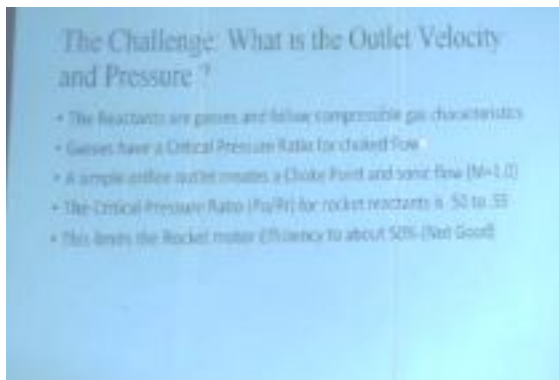 The Challenge: What is the Outlet Velocity
and Pressure ?
• The Reactants are gasses and follow compressible gas characteristics
• Gasses have a Critical Pressure Ratio for choked flow
• A simple orifice outlet creates a Choke Point and sonic flow (M=1.0)
• The Critical Pressure Ratio for rocket reactants is .50 to .55
• This limits the Rocket motor Efficiency to about 50% (Not Good)